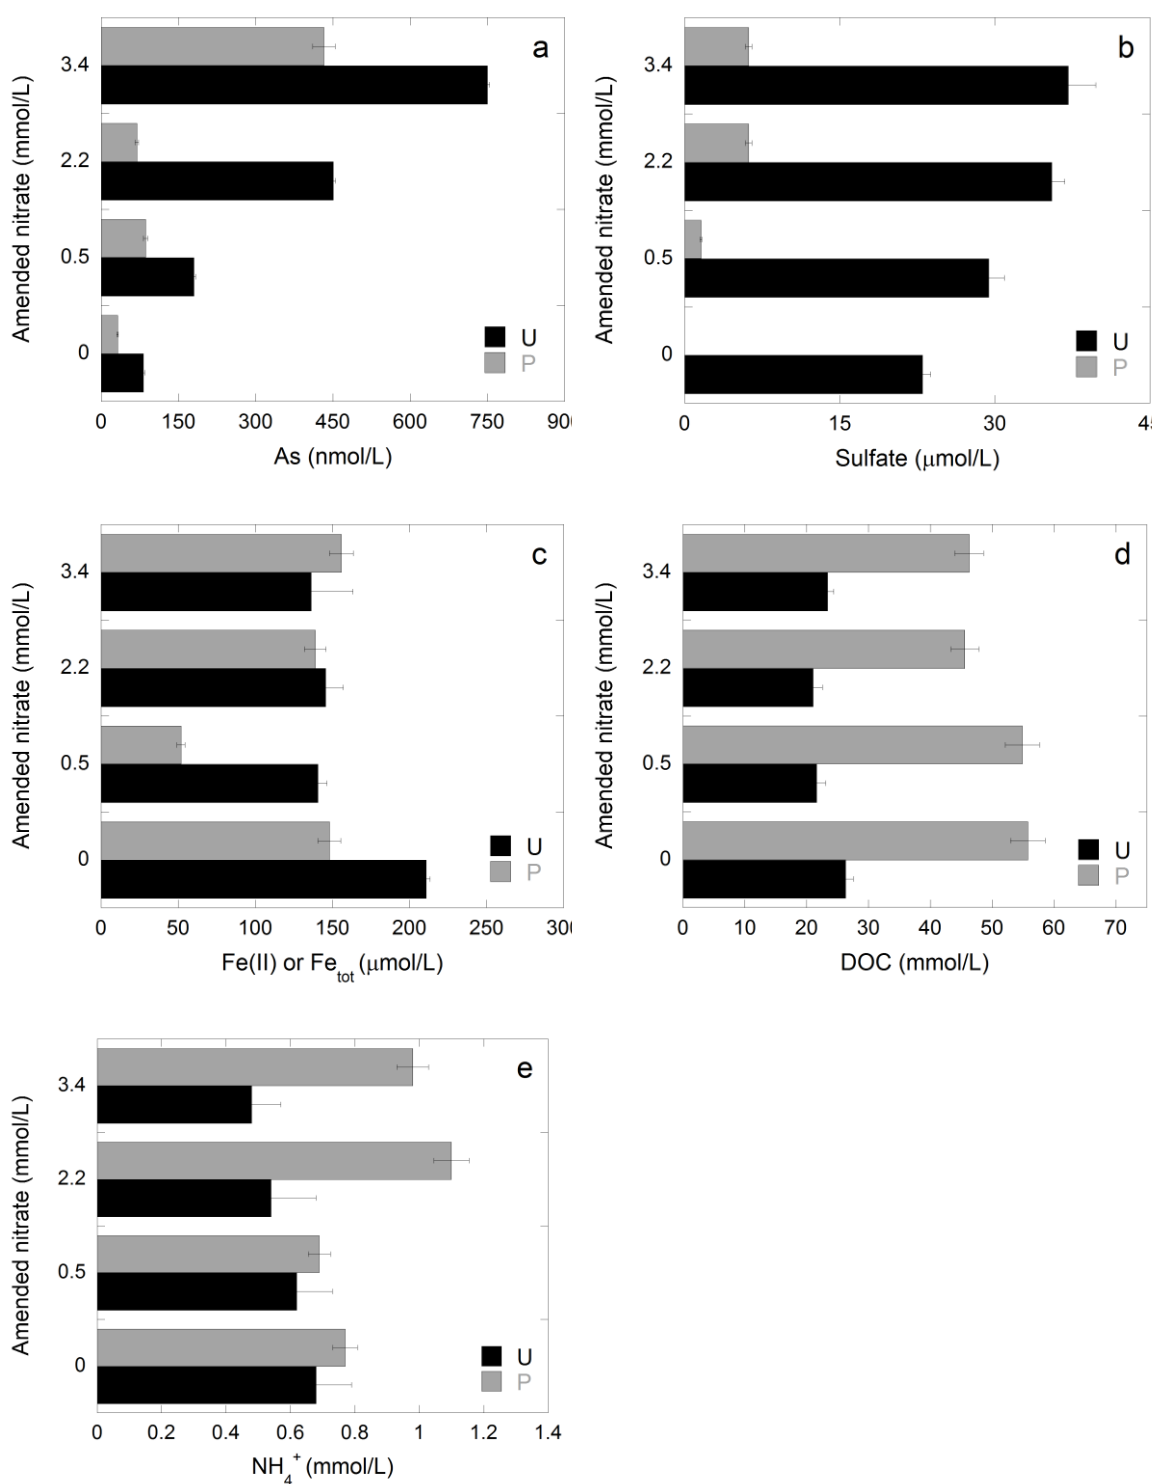 a
Amended nitrate (mmol/L)
3.4
2.2
0.5
0
U
P
0 150 300 450 600 750 900
As (nmol/L)
b
Amended nitrate (mmol/L)
3.4
2.2
0.5
0
U
P
0 15 30 45
Sulfate (μmol/L)
c
Amended nitrate (mmol/L)
3.4
2.2
0.5
0
U
P
0 50 100 150 200 250 300
Fe(II) or Fetot (μmol/L)
d
Amended nitrate (mmol/L)
3.4
2.2
0.5
0
U
P
0 10 20 30 40 50 60 70
DOC (mmol/L)
e
Amended nitrate (mmol/L)
3.4
2.2
0.5
0
U
P
0 0.2 0.4 0.6 0.8 1 1.2 1.4
NH4+ (mmol/L)